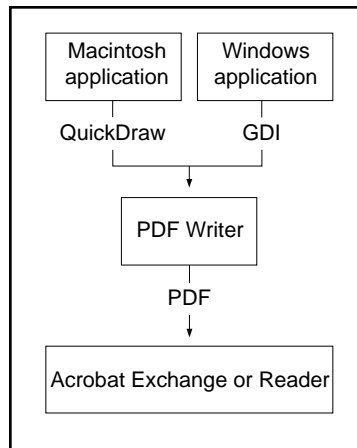 Macintosh
application
Windows
application
QuickDraw
GDI
PDF Writer
PDF
Acrobat Exchange or Reader